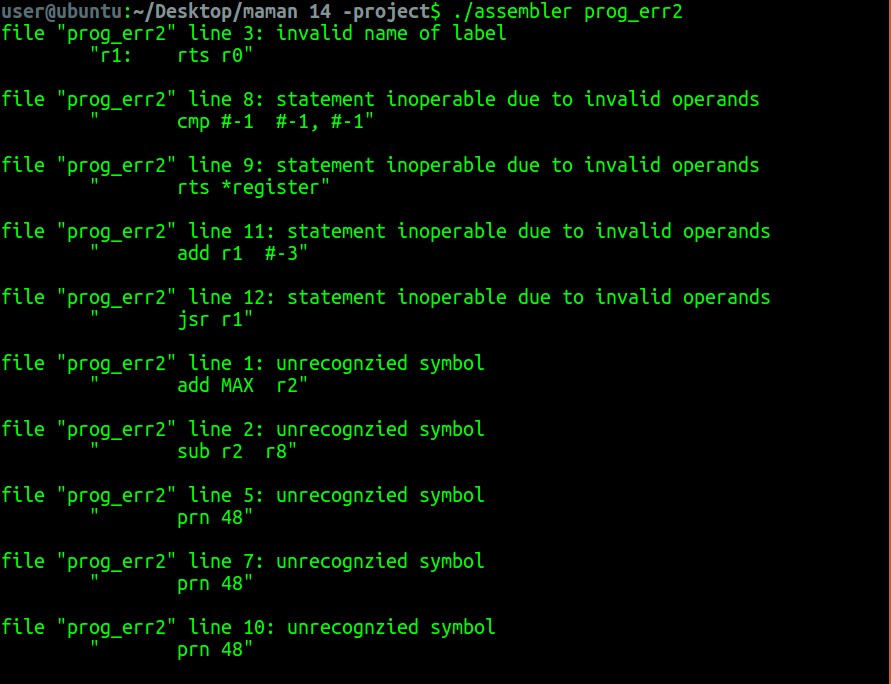 user@ubuntu:~/Desktop/maman 14 -project$ ./assembler prog_err2
file "prog_err2" line 3: invalid name of label
"r1:    rts r0"
file "prog_err2" line 8: statement inoperable due to invalid operands
"       cmp #-1  #-1, #-1"
file "prog_err2" line 9: statement inoperable due to invalid operands
"       rts *register"
file "prog_err2" line 11: statement inoperable due to invalid operands
"       add r1  #-3"
file "prog_err2" line 12: statement inoperable due to invalid operands
"       jsr r1"
file "prog_err2" line 1: unrecognzied symbol
"       add MAX  r2"
file "prog_err2" line 2: unrecognzied symbol
"       sub r2  r8"
file "prog_err2" line 5: unrecognzied symbol
"       prn 48"
file "prog_err2" line 7: unrecognzied symbol
"       prn 48"
file "prog_err2" line 10: unrecognzied symbol
"       prn 48"